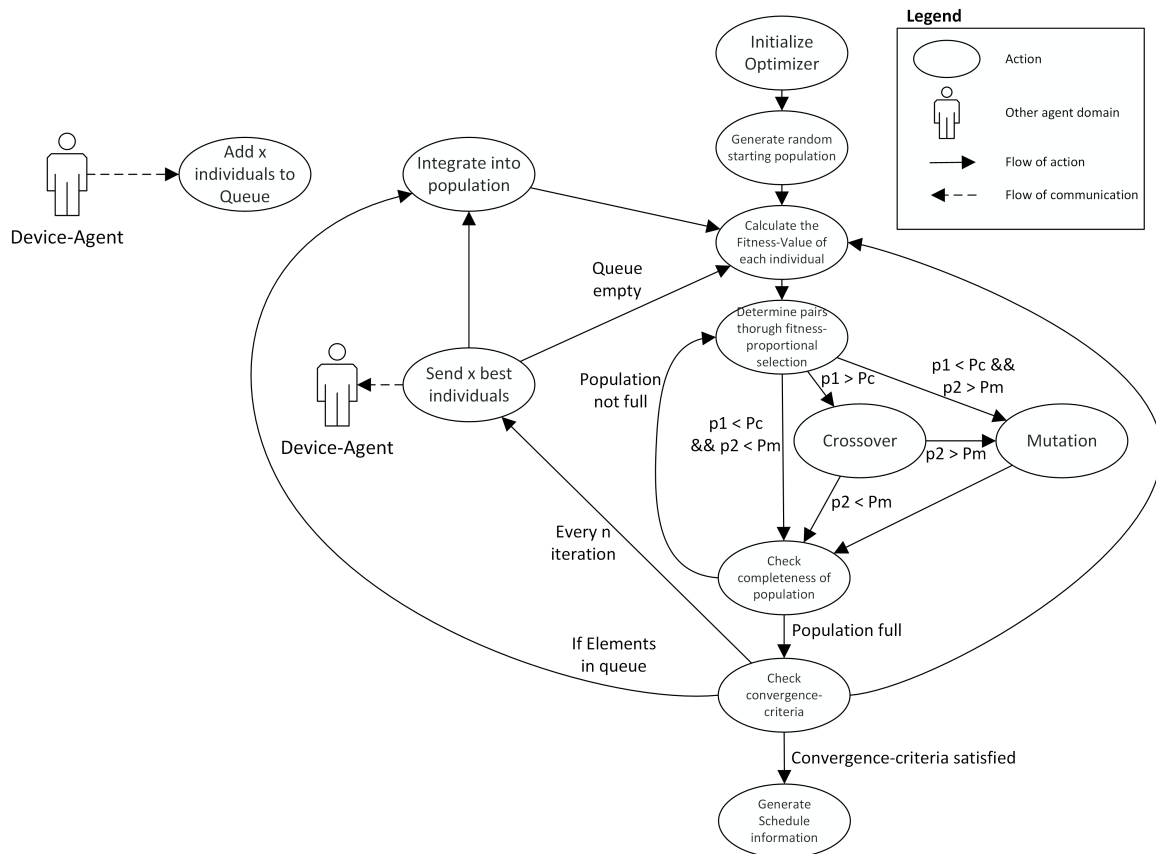 Legend
Action
Other agent domain
Flow of action
Flow of communication
Initialize
Optimizer
Generate random
starting population
Add x
individuals to
Queue
Device-Agent
Integrate into
population
Calculate the
Fitness-Value of
each individual
Queue
empty
Determine pairs
thorugh fitness-
proportional
selection
Send x best
individuals
Device-Agent
Population
not full
p1 > Pc
p1 < Pc &&
p2 > Pm
p1 < Pc
&& p2 < Pm
Crossover
p2 > Pm
Mutation
p2 < Pm
Every n
iteration
Check
completeness of
population
Population full
If Elements
in queue
Check
convergence-
criteria
Convergence-criteria satisfied
Generate
Schedule
information